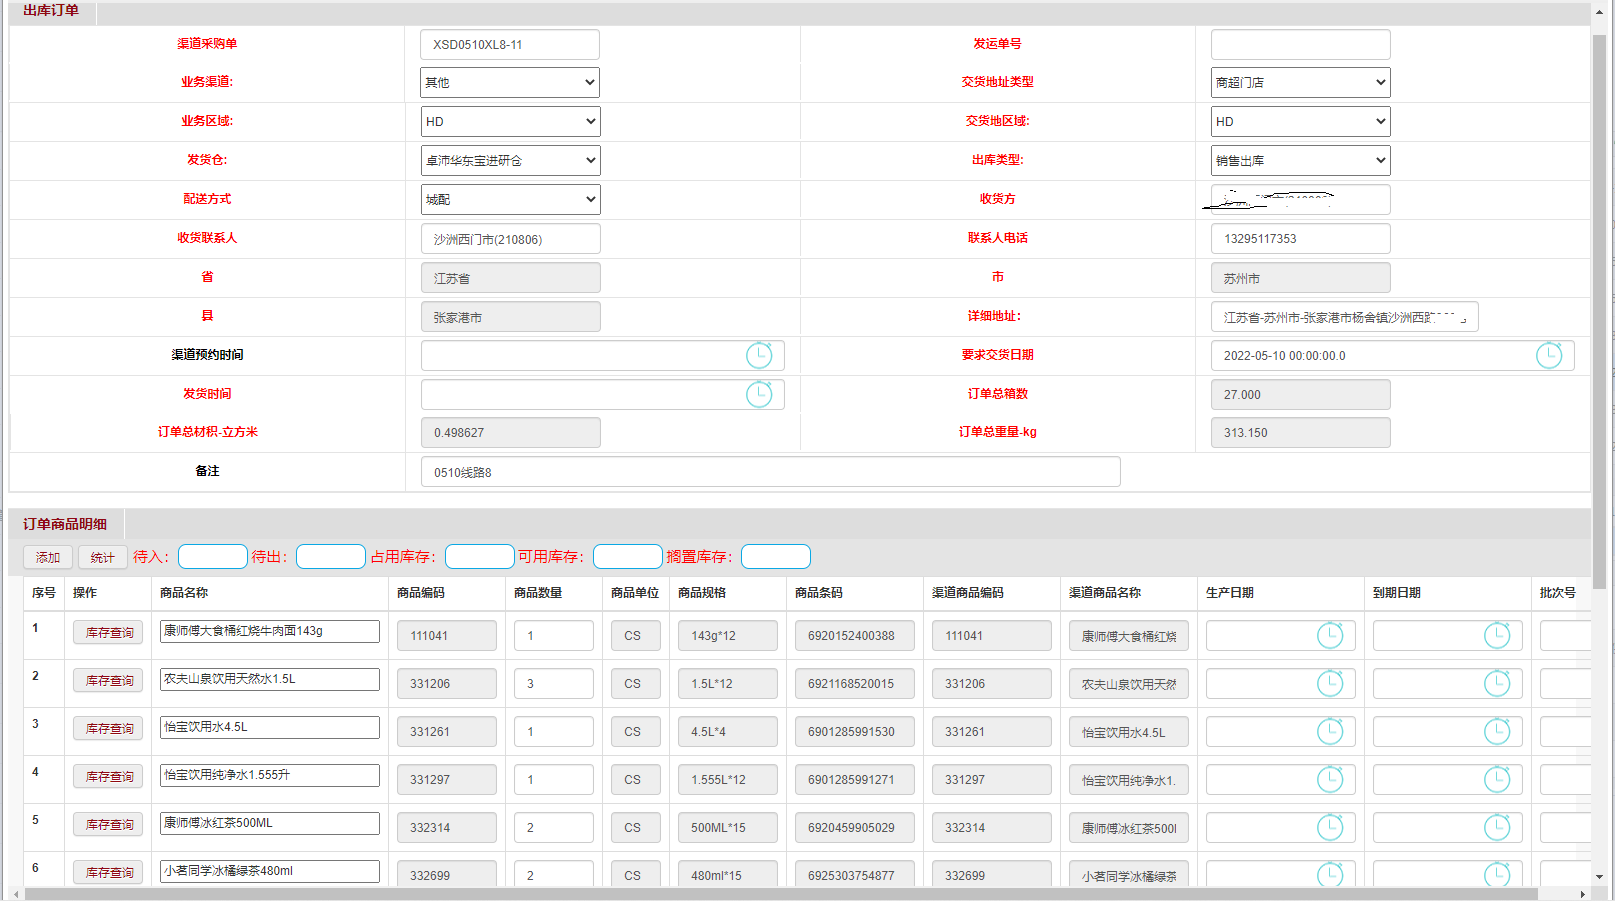 出库订单
渠道采购单 XSD0510XL8-11 发运单号
业务渠道: 其他 交货地址类型 商超门店
业务区域: HD 交货地区域: HD
发货仓: 卓沛华东宝进研仓 出库类型: 销售出库
配送方式 城配 收货方
收货联系人 沙洲西门市(210806) 联系人电话 13295117353
省 江苏省 市 苏州市
县 张家港市 详细地址: 江苏省-苏州市-张家港市杨舍镇沙洲西
渠道预约时间 要求交货日期 2022-05-10 00:00:00.0
发货时间 订单总箱数 27.000
订单总材积-立方米 0.498627 订单总重量-kg 313.150
备注 0510线路8
订单商品明细
添加 统计 待入: 待出: 占用库存: 可用库存: 搁置库存:
序号 操作 商品名称 商品编码 商品数量 商品单位 商品规格 商品条码 渠道商品编码 渠道商品名称 生产日期 到期日期 批次号
1 库存查询 康师傅大食桶红烧牛肉面143g 111041 1 CS 143g*12 6920152400388 111041 康师傅大食桶红烧
2 库存查询 农夫山泉饮用天然水1.5L 331206 3 CS 1.5L*12 6921168520015 331206 农夫山泉饮用天然
3 库存查询 怡宝饮用水4.5L 331261 1 CS 4.5L*4 6901285991530 331261 怡宝饮用水4.5L
4 库存查询 怡宝饮用纯净水1.555升 331297 1 CS 1.555L*12 6901285991271 331297 怡宝饮用纯净水1.
5 库存查询 康师傅冰红茶500ML 332314 2 CS 500ML*15 6920459905029 332314 康师傅冰红茶500
6 库存查询 小茗同学冰橘绿茶480ml 332699 2 CS 480ml*15 6925303754877 332699 小茗同学冰橘绿茶